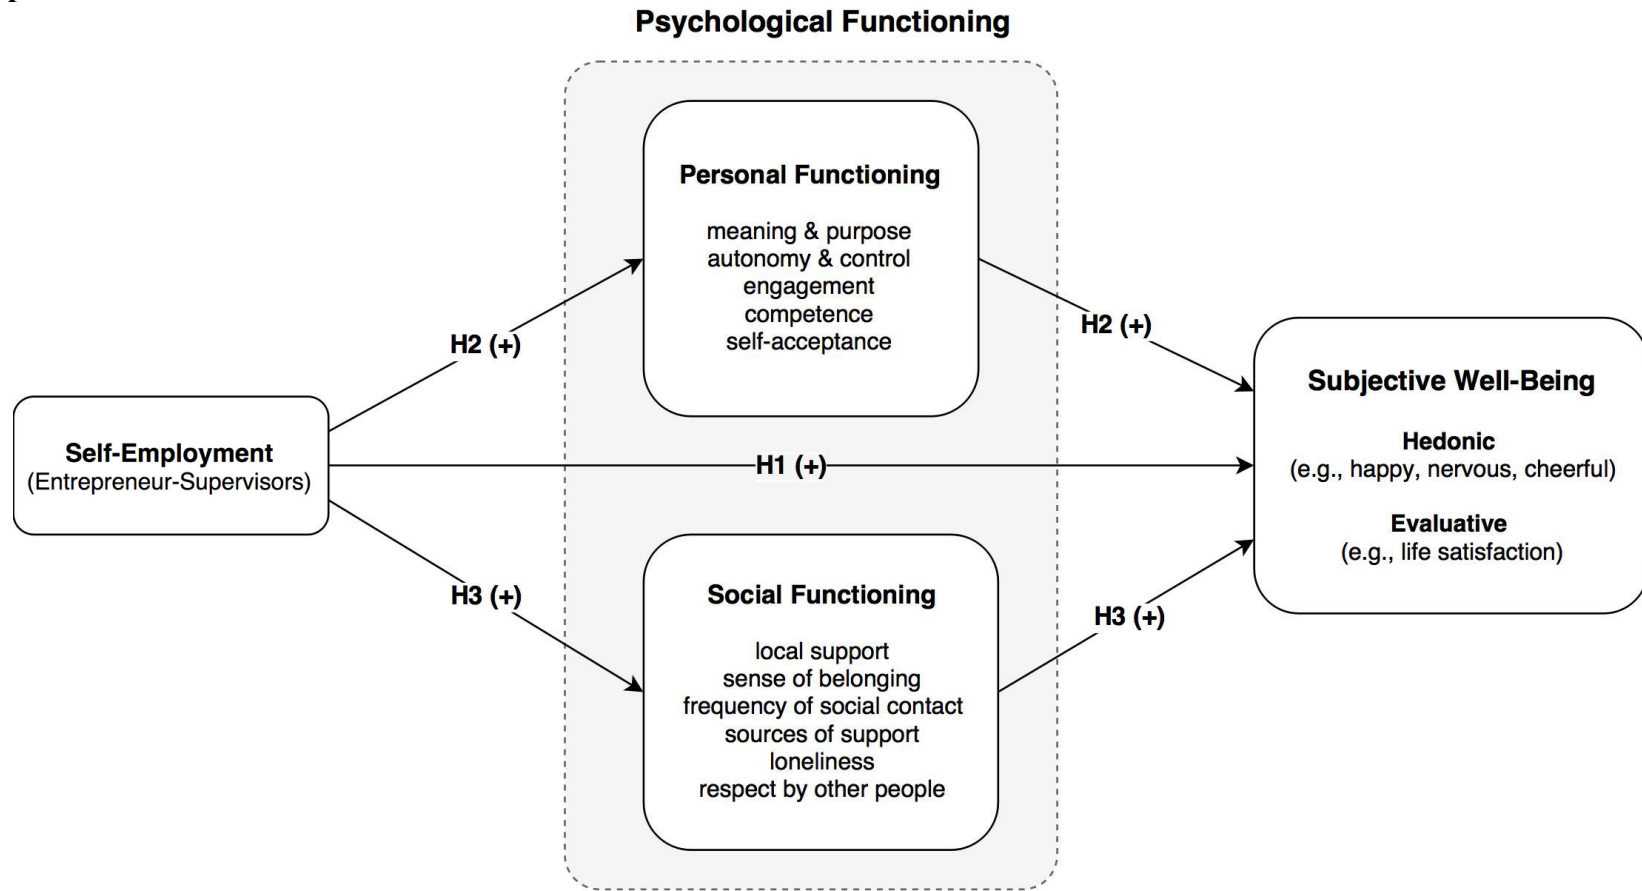 Psychological Functioning
Personal Functioning
meaning & purpose
autonomy & control
engagement
competence
self-acceptance
H2 (+)
H2 (+)
Self-Employment
(Entrepreneur-Supervisors)
H1 (+)
Subjective Well-Being
Hedonic
(e.g., happy, nervous, cheerful)
Evaluative
(e.g., life satisfaction)
H3 (+)
H3 (+)
Social Functioning
local support
sense of belonging
frequency of social contact
sources of support
loneliness
respect by other people